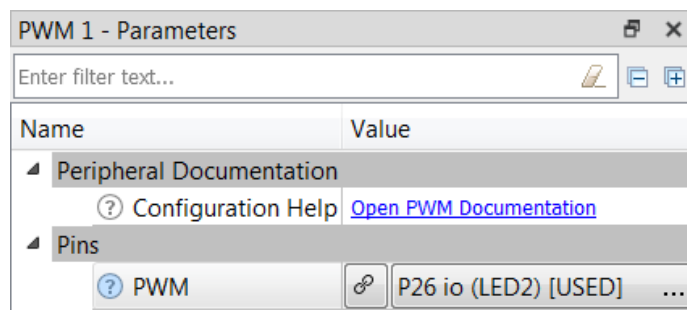 PWM 1 - Parameters
Enter filter text...
Name Value
Peripheral Documentation
Configuration Help Open PWM Documentation
Pins
PWM P26 io (LED2) [USED] ...